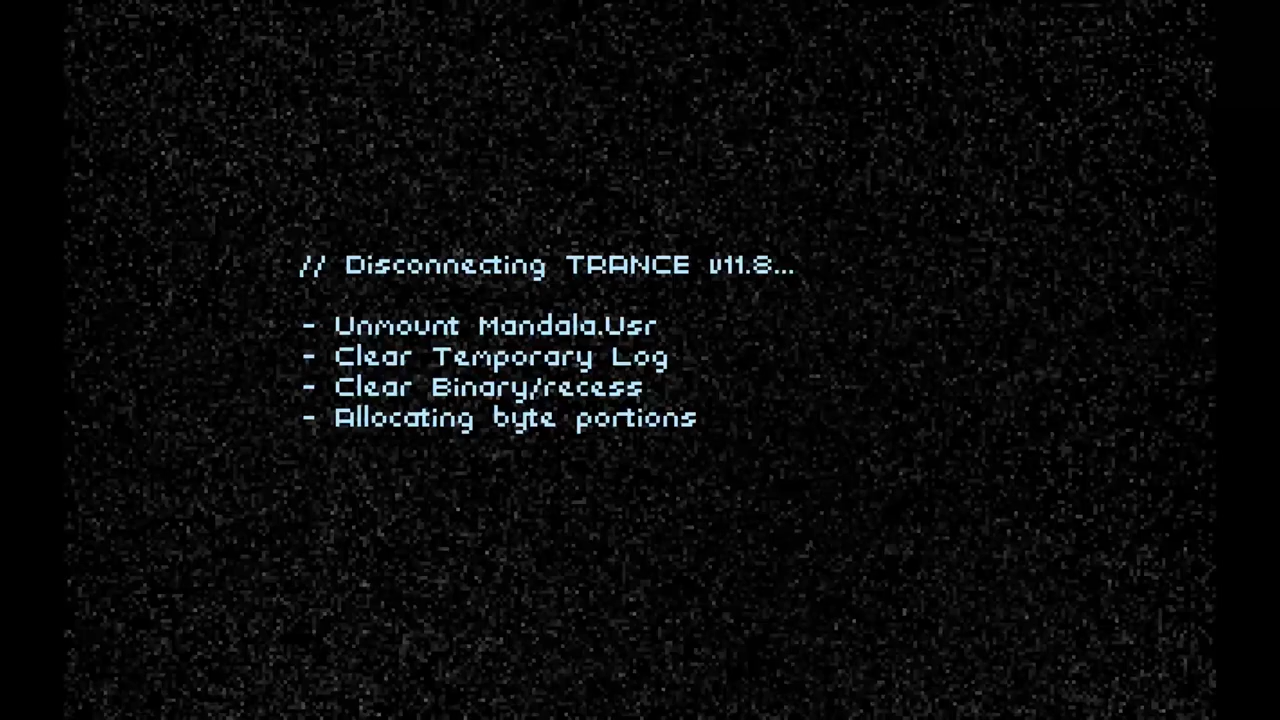 // Disconnecting TRANCE v11.8...
- Unmount Mandala.Usr
- Clear Temporary Log
- Clear Binary/recess
- Allocating byte portions